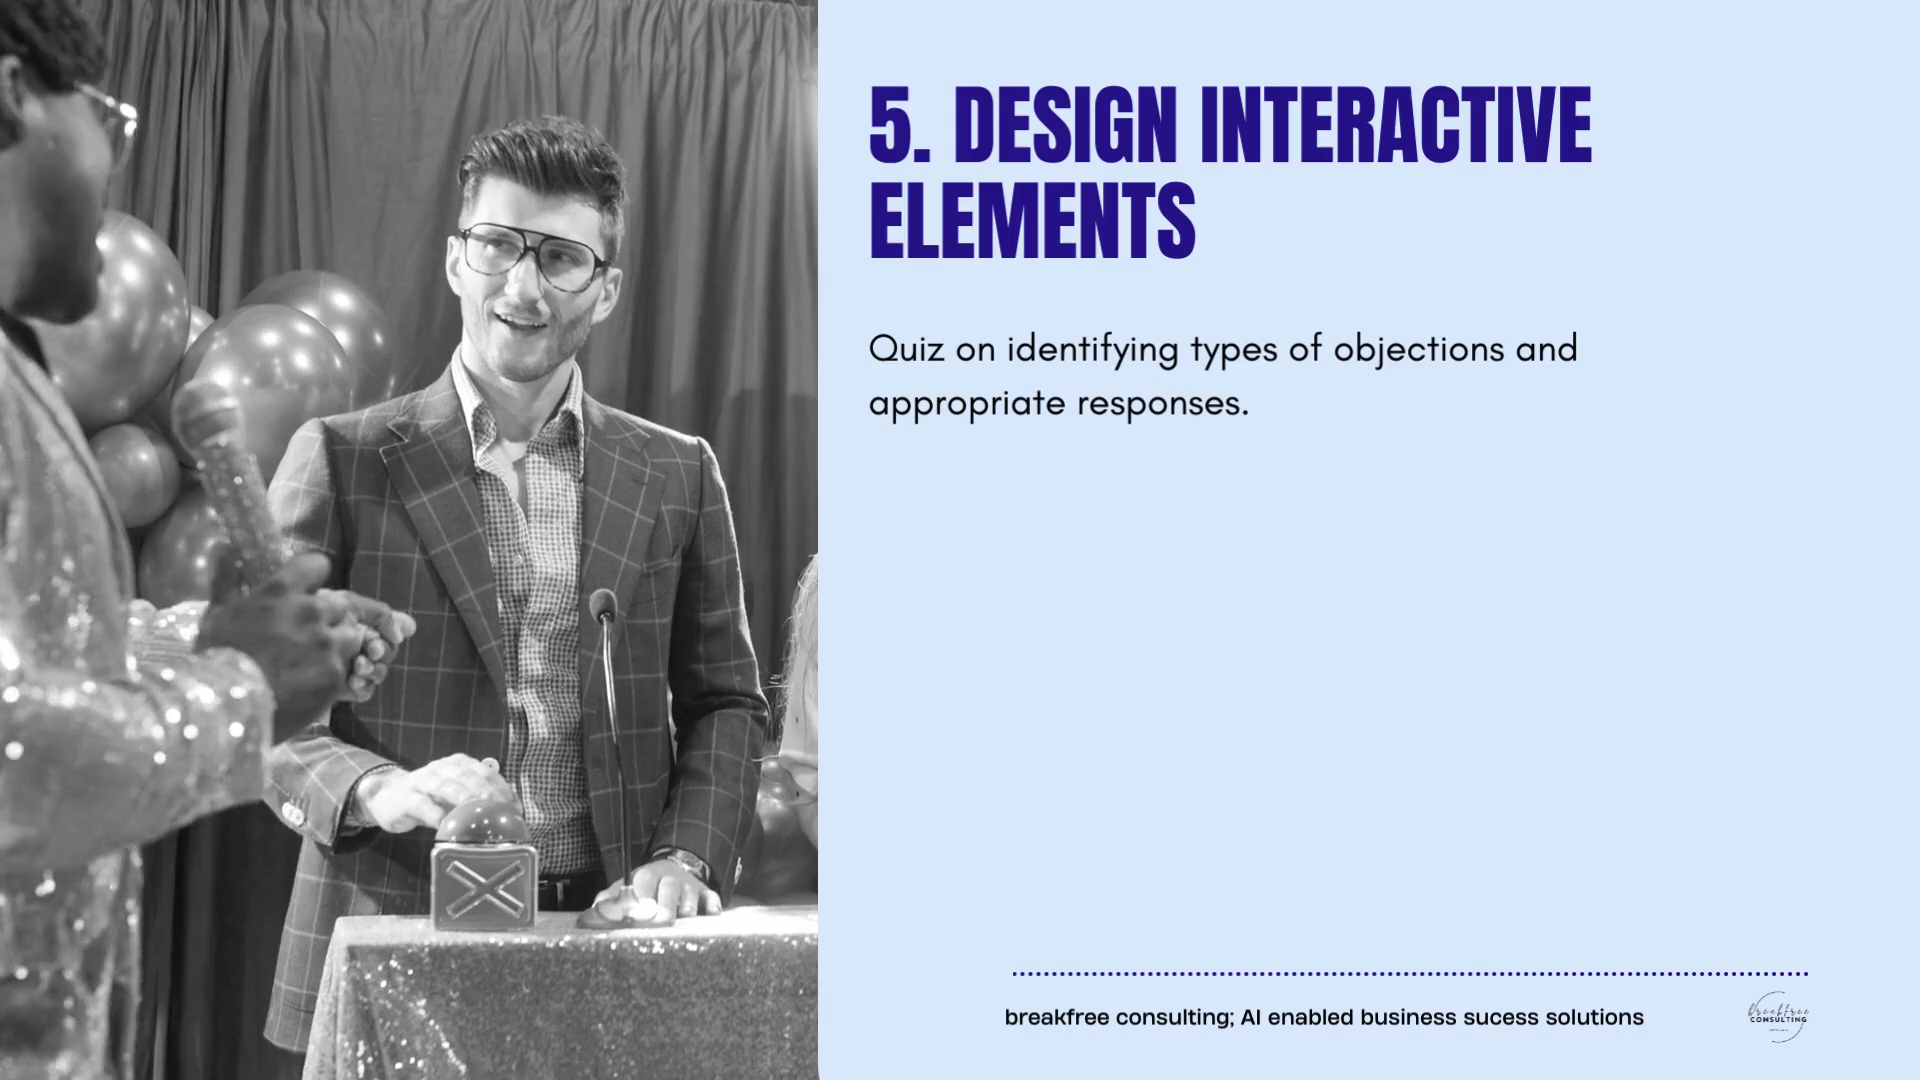 5. DESIGN INTERACTIVE
ELEMENTS
Quiz on identifying types of objections and
appropriate responses.
breakfree consulting; AI enabled business sucess solutions
breakfree
CONSULTING